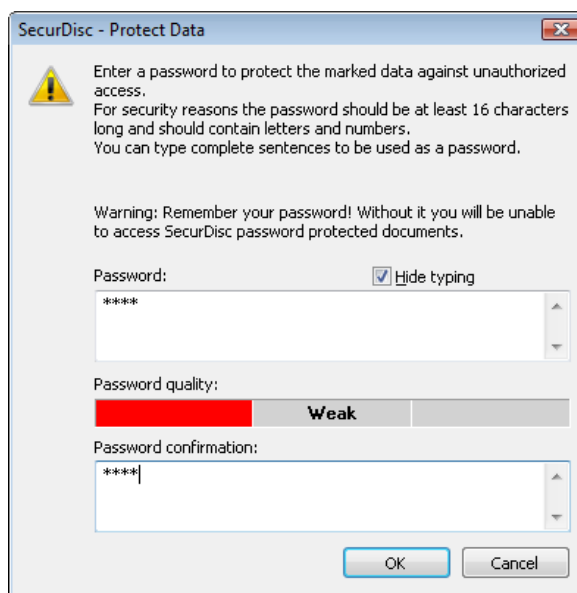 SecurDisc - Protect Data
Enter a password to protect the marked data against unauthorized
access.
For security reasons the password should be at least 16 characters
long and should contain letters and numbers.
You can type complete sentences to be used as a password.
Warning: Remember your password! Without it you will be unable
to access SecurDisc password protected documents.
Password: Hide typing
****
Password quality:
Weak
Password confirmation:
****
OK Cancel